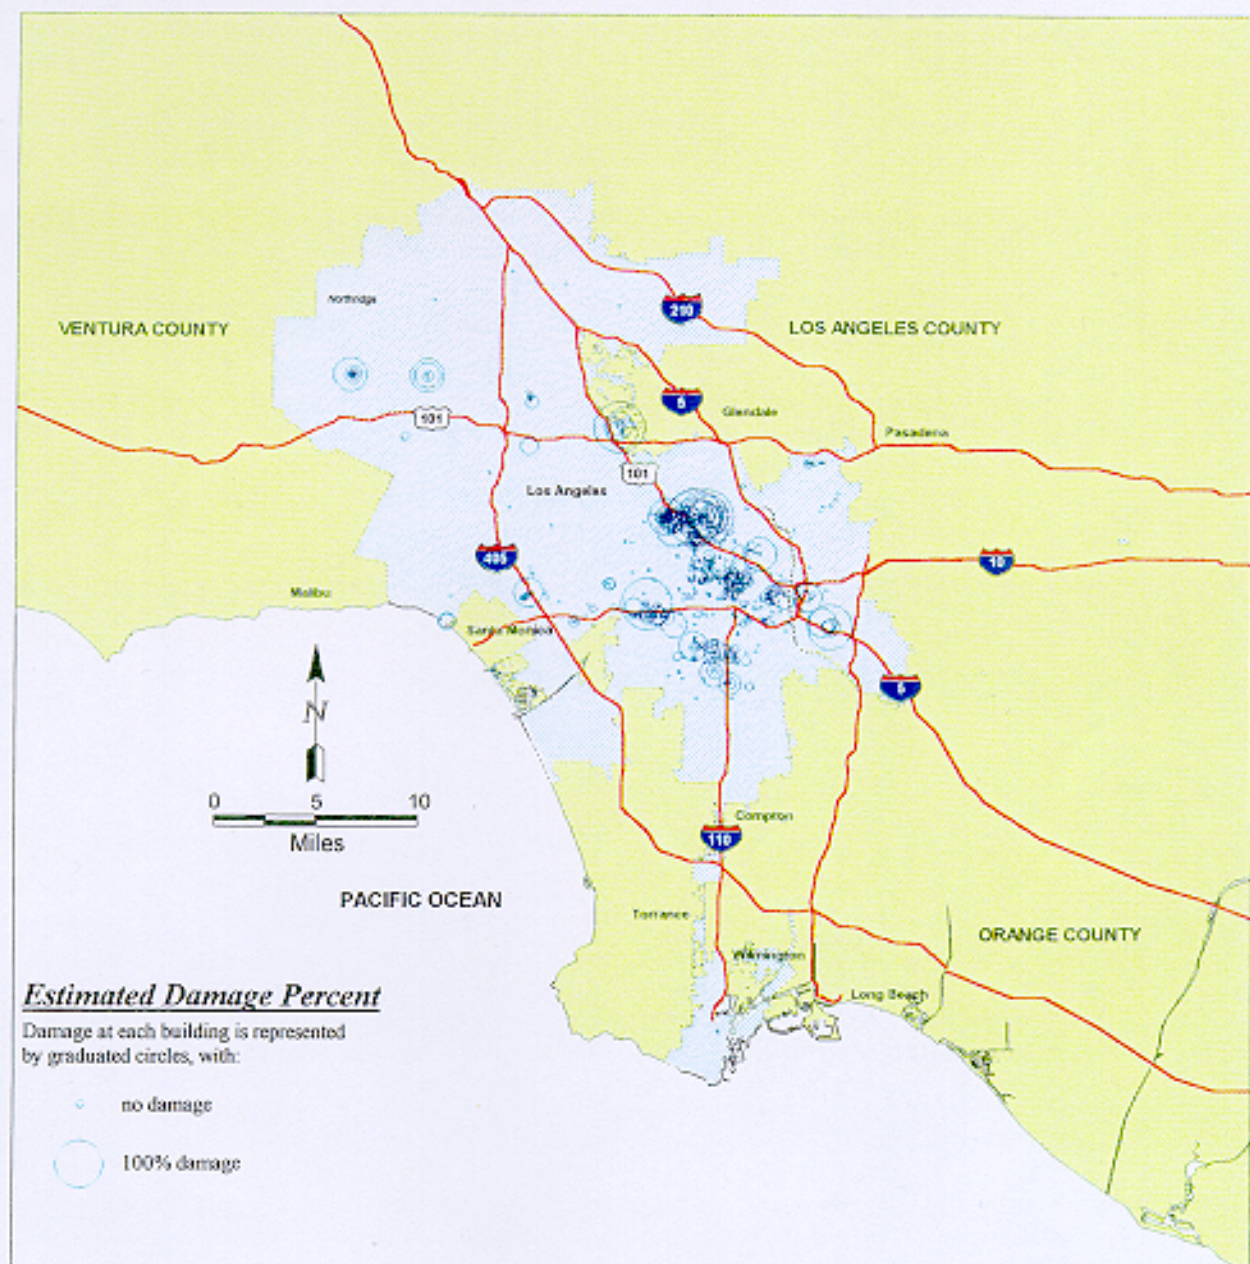 Northridge
VENTURA COUNTY
LOS ANGELES COUNTY
210
5
Glendale
101
Pasadena
101
Los Angeles
405
10
Malibu
Santa Monica
5
N
0 5 10
Miles
Compton
110
PACIFIC OCEAN
Torrance
ORANGE COUNTY
Wilmington
Long Beach
Estimated Damage Percent
Damage at each building is represented
by graduated circles, with:
no damage
100% damage